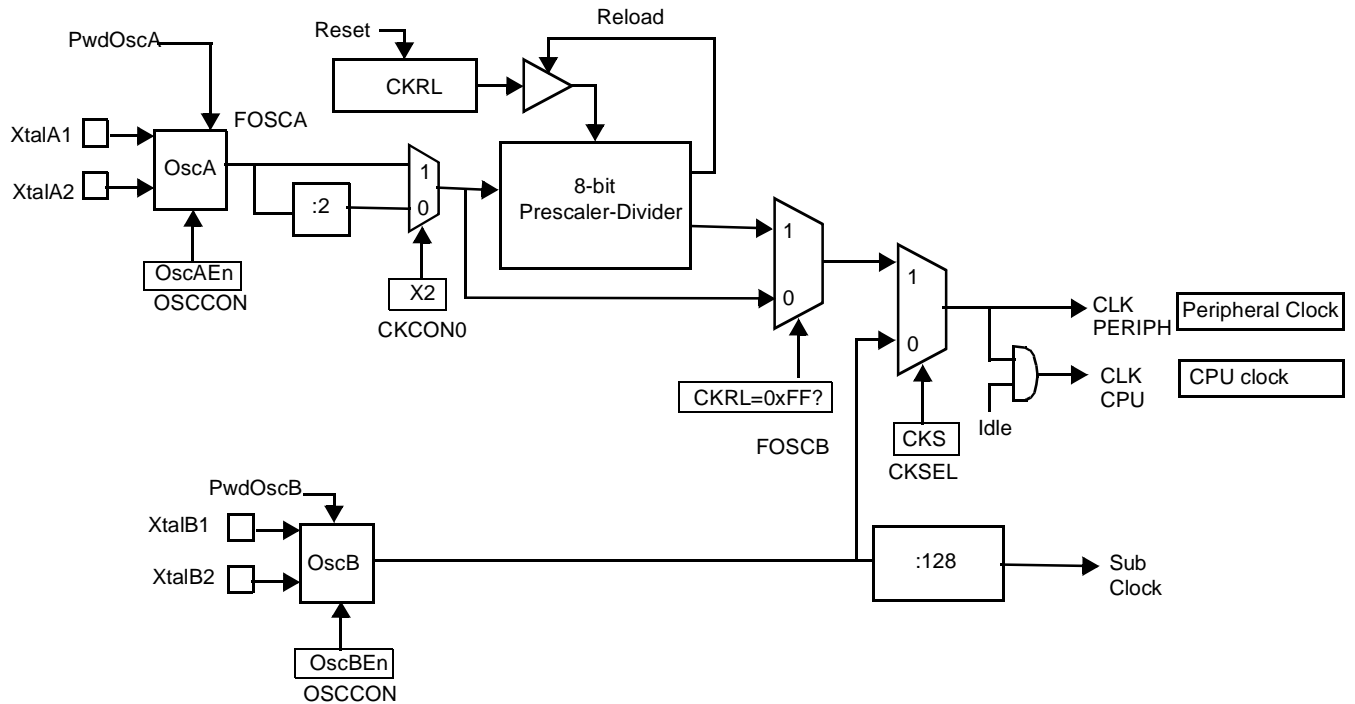 Reload
Reset
PwdOscA
CKRL
FOSCA
XtalA1
OscA
XtalA2
1
:2
0
8-bit
Prescaler-Divider
OscAEn
OSCCON
X2
CKCON0
1
0
1
0
CLK
PERIPH
Peripheral Clock
CLK
CPU
CPU clock
CKRL=0xFF?
Idle
FOSCB
CKS
CKSEL
PwdOscB
XtalB1
OscB
XtalB2
:128
Sub
Clock
OscBEn
OSCCON